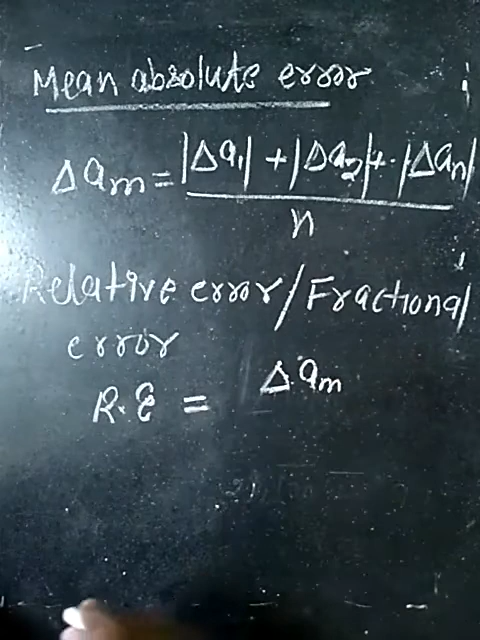 Mean absolute error
Δam = |Δa1| + |Δa2| + .. |Δan|
n
Relative error/Fractional
error
R.E = Δam